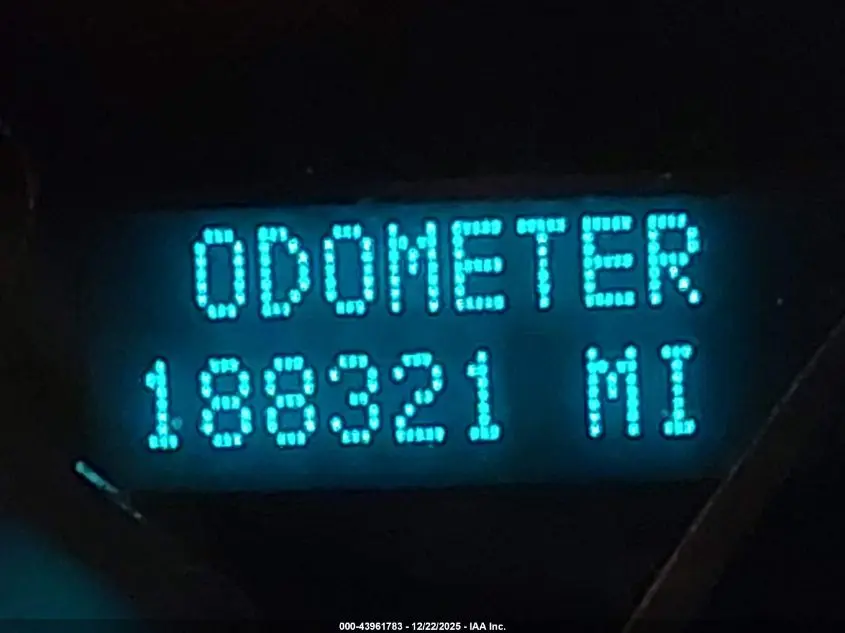 ODOMETER
188321 MI
000-43961783 - 12/22/2025 - IAA Inc.